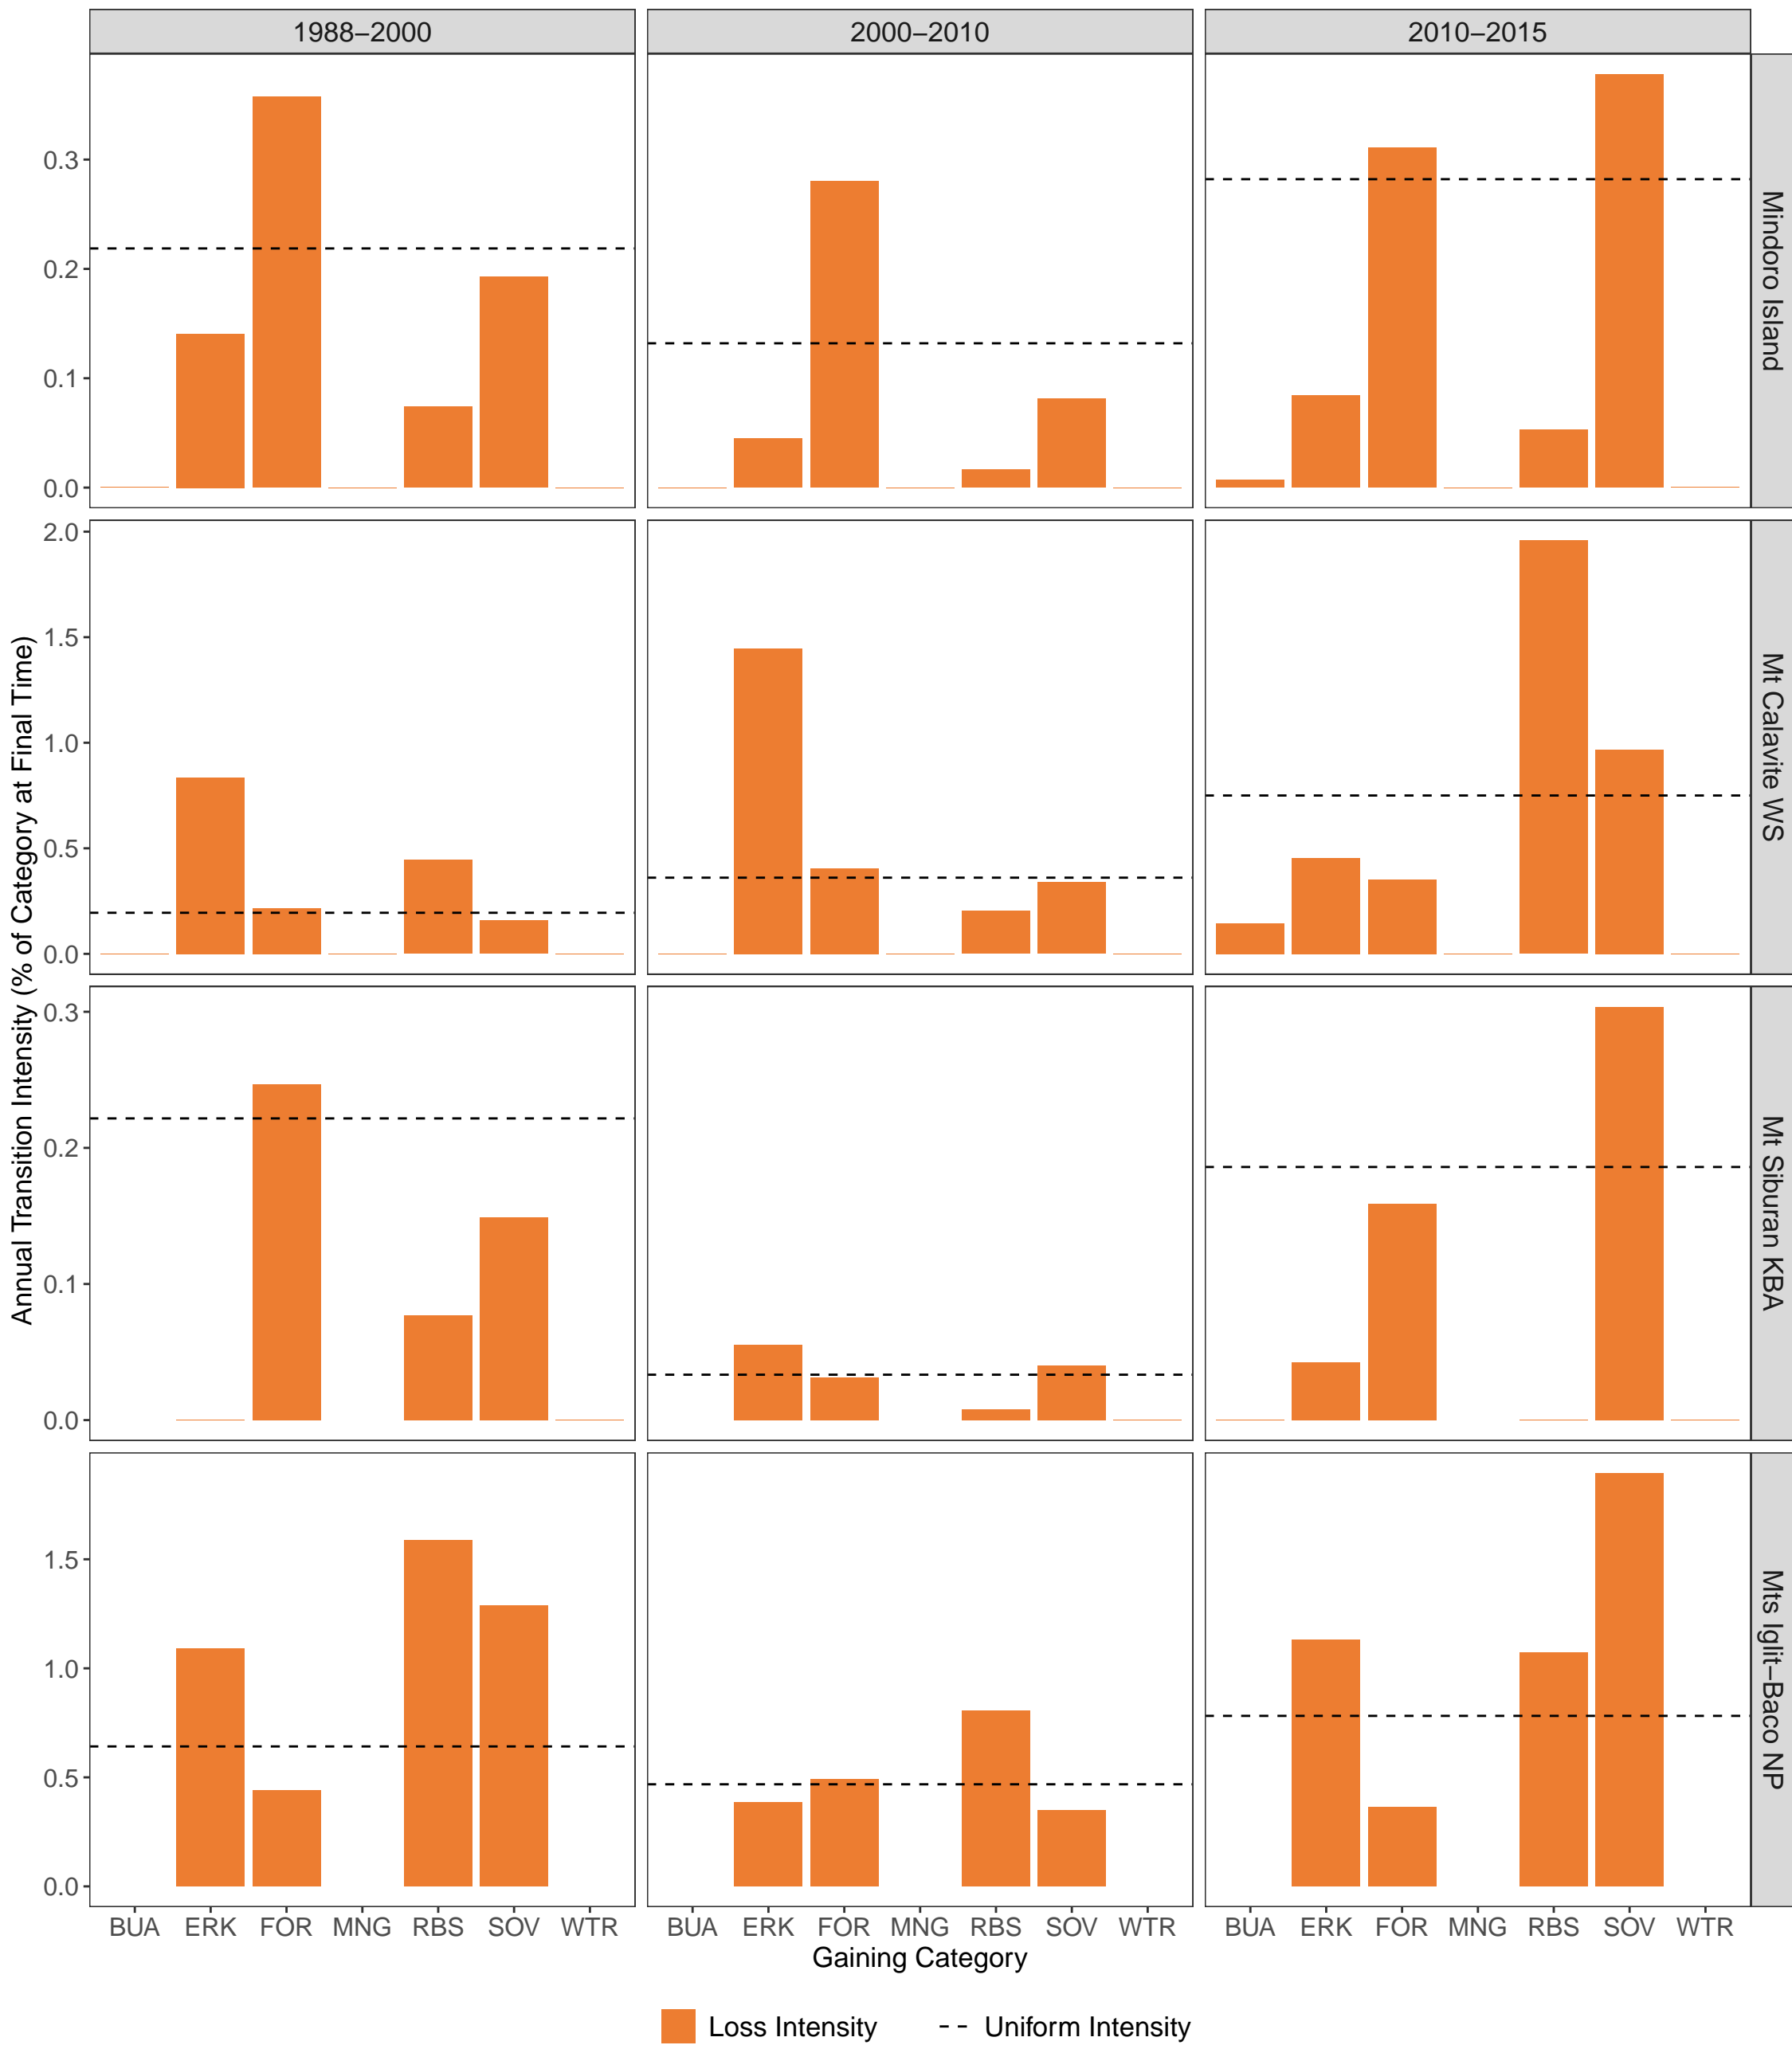 1988–2000 2000–2010 2010–2015
Annual Transition Intensity (% of Category at Final Time)
0.3
0.2
0.1
0.0
Mindoro Island
2.0
1.5
1.0
0.5
0.0
Mt Calavite WS
0.3
0.2
0.1
0.0
Mt Siburan KBA
1.5
1.0
0.5
0.0
Mts Iglit–Baco NP
BUA ERK FOR MNG RBS SOV WTR BUA ERK FOR MNG RBS SOV WTR BUA ERK FOR MNG RBS SOV WTR
Gaining Category
Loss Intensity Uniform Intensity